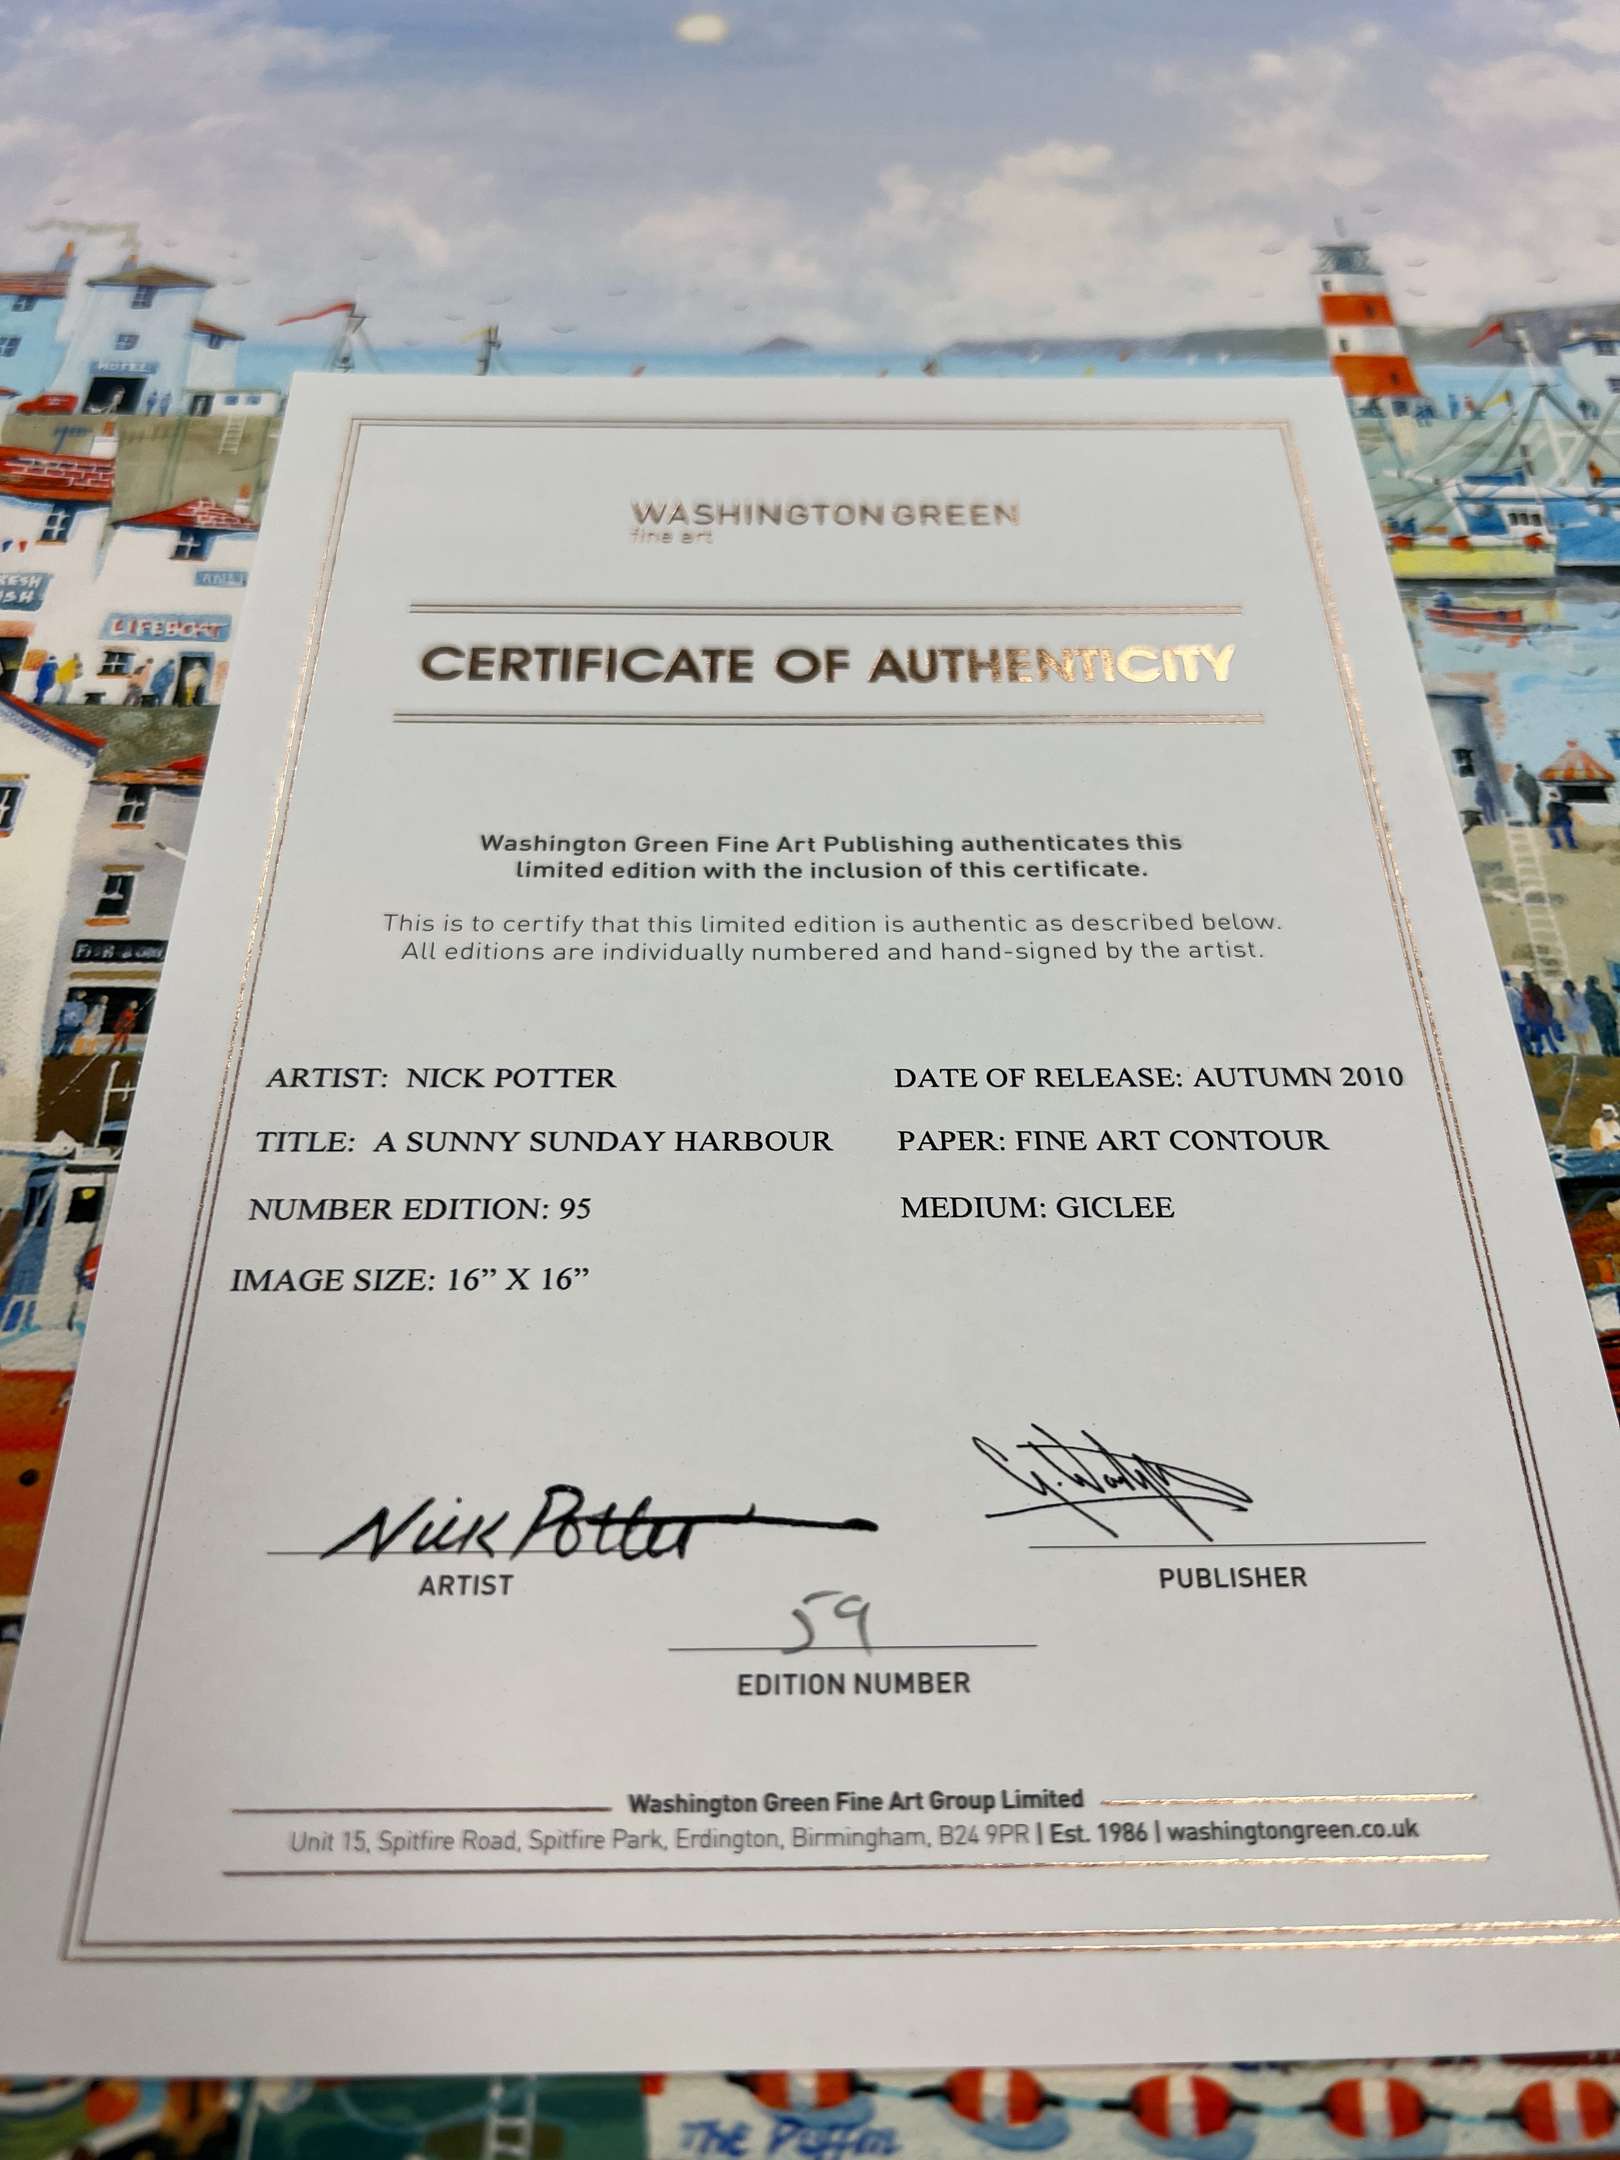 HOTEL
LIFEBOAT
WASHINGTON GREEN
fine art
CERTIFICATE OF AUTHENTICITY
Washington Green Fine Art Publishing authenticates this
limited edition with the inclusion of this certificate.
This is to certify that this limited edition is authentic as described below.
All editions are individually numbered and hand-signed by the artist.
ARTIST: NICK POTTER
DATE OF RELEASE: AUTUMN 2010
TITLE: A SUNNY SUNDAY HARBOUR
PAPER: FINE ART CONTOUR
NUMBER EDITION: 95
MEDIUM: GICLEE
IMAGE SIZE: 16” X 16”
Nick Potter
ARTIST
PUBLISHER
59
EDITION NUMBER
Washington Green Fine Art Group Limited
Unit 15, Spitfire Road, Spitfire Park, Erdington, Birmingham, B24 9PR | Est. 1986 | washingtongreen.co.uk
The Puffin